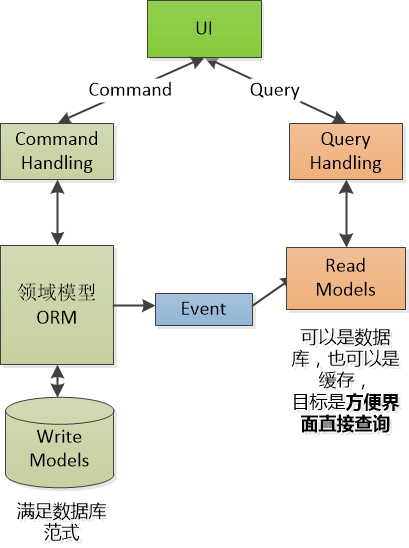 UI
Command
Query
Command
Handling
Query
Handling
领域模型
ORM
Event
Read
Models
可以是数据
库，也可以是
缓存，
目标是方便界
面直接查询
Write
Models
满足数据库
范式